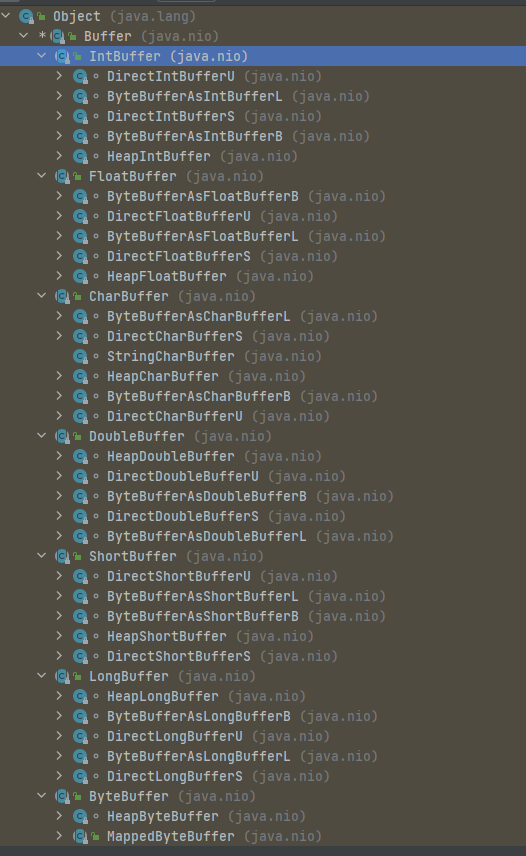 Object (java.lang)
* Buffer (java.nio)
IntBuffer (java.nio)
DirectIntBufferU (java.nio)
ByteBufferAsIntBufferL (java.nio)
DirectIntBufferS (java.nio)
ByteBufferAsIntBufferB (java.nio)
HeapIntBuffer (java.nio)
FloatBuffer (java.nio)
ByteBufferAsFloatBufferB (java.nio)
DirectFloatBufferU (java.nio)
ByteBufferAsFloatBufferL (java.nio)
DirectFloatBufferS (java.nio)
HeapFloatBuffer (java.nio)
CharBuffer (java.nio)
ByteBufferAsCharBufferL (java.nio)
DirectCharBufferS (java.nio)
StringCharBuffer (java.nio)
HeapCharBuffer (java.nio)
ByteBufferAsCharBufferB (java.nio)
DirectCharBufferU (java.nio)
DoubleBuffer (java.nio)
HeapDoubleBuffer (java.nio)
DirectDoubleBufferU (java.nio)
ByteBufferAsDoubleBufferB (java.nio)
DirectDoubleBufferS (java.nio)
ByteBufferAsDoubleBufferL (java.nio)
ShortBuffer (java.nio)
DirectShortBufferU (java.nio)
ByteBufferAsShortBufferL (java.nio)
ByteBufferAsShortBufferB (java.nio)
HeapShortBuffer (java.nio)
DirectShortBufferS (java.nio)
LongBuffer (java.nio)
HeapLongBuffer (java.nio)
ByteBufferAsLongBufferB (java.nio)
DirectLongBufferU (java.nio)
ByteBufferAsLongBufferL (java.nio)
DirectLongBufferS (java.nio)
ByteBuffer (java.nio)
HeapByteBuffer (java.nio)
MappedByteBuffer (java.nio)